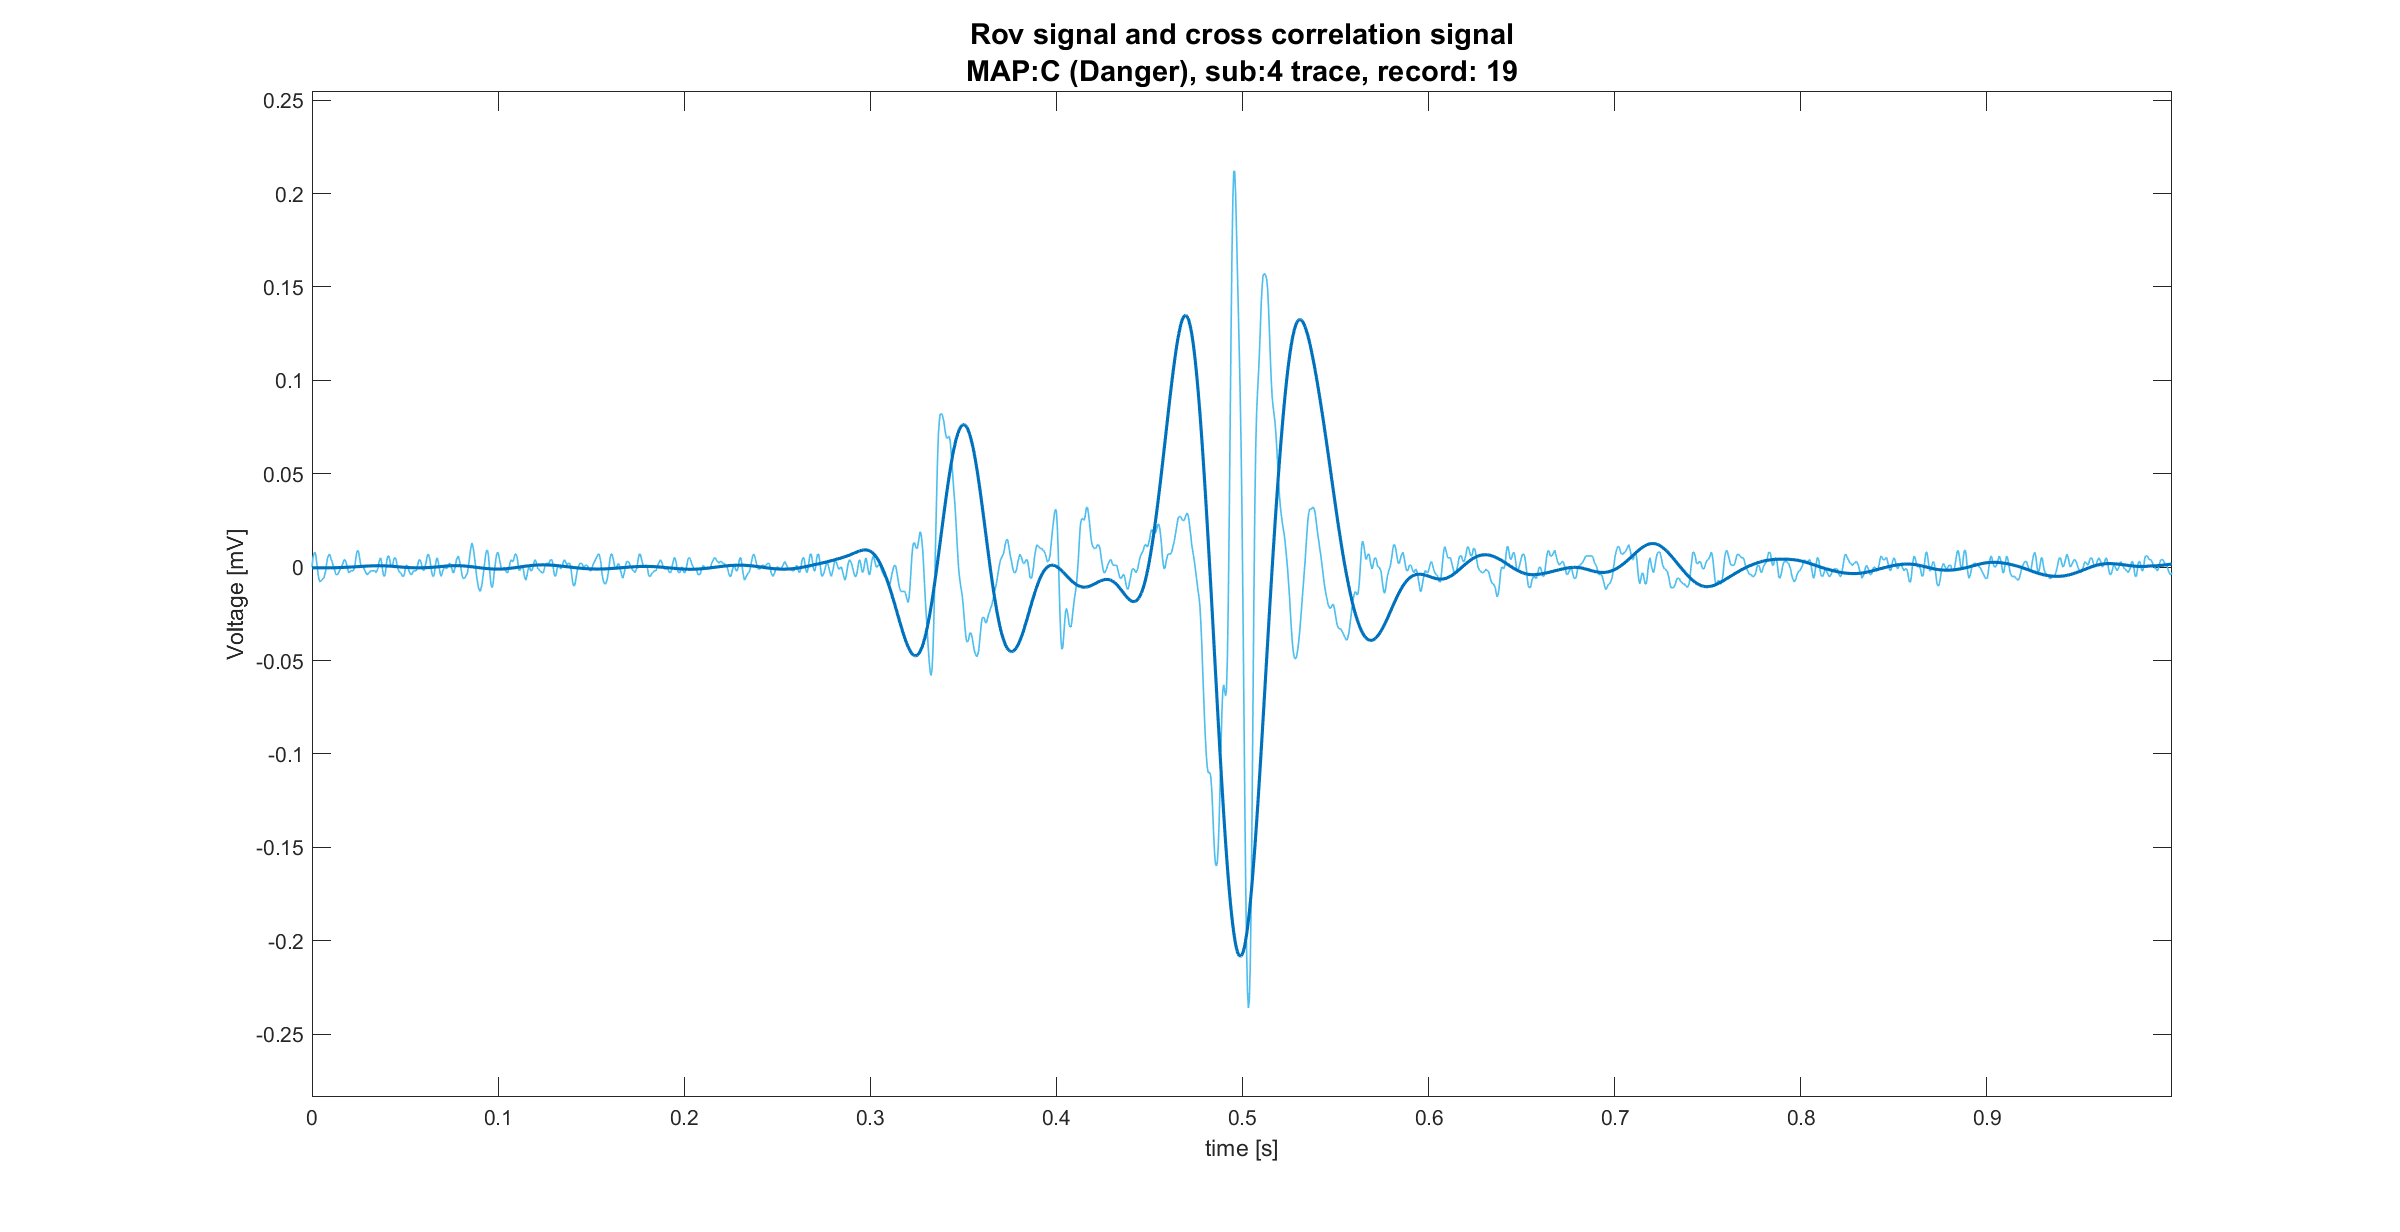 Rov signal and cross correlation signal
MAP:C (Danger), sub:4 trace, record: 19
0.25
0.2
0.15
0.1
0.05
0
-0.05
-0.1
-0.15
-0.2
-0.25
Voltage [mV]
0 0.1 0.2 0.3 0.4 0.5 0.6 0.7 0.8 0.9
time [s]